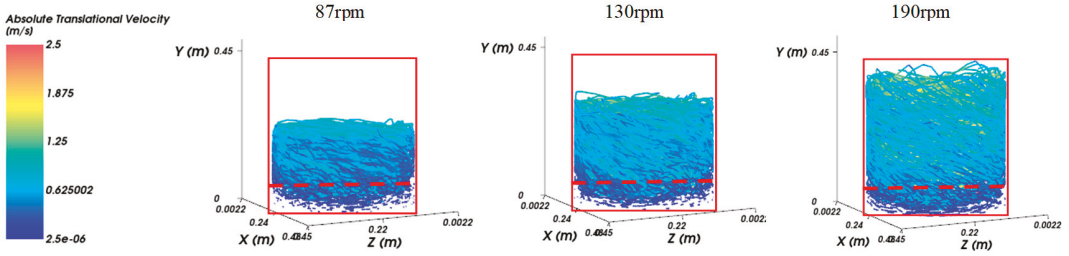 87rpm
130rpm
190rpm
Absolute Translational Velocity
(m/s)
2.5
1.875
1.25
0.625002
2.5e-06
Y (m) 0.45
0
0.0022
0.24
X (m)
0.22
Z (m)
0.0022
Y (m) 0.45
0
0.0022
0.24
X (m)
0.22
Z (m)
Y (m) 0.45
0
0.0022
0.24
X (m)
0.22
Z (m)
0.0022